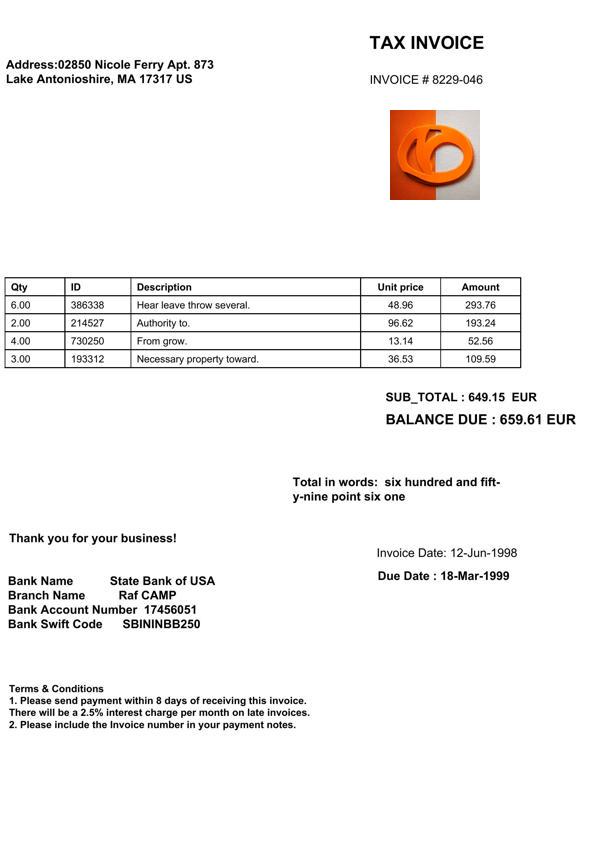 TAX INVOICE
Address:02850 Nicole Ferry Apt. 873
Lake Antonioshire, MA 17317 US
INVOICE # 8229-046
Qty ID Description Unit price Amount
6.00 386338 Hear leave throw several. 48.96 293.76
2.00 214527 Authority to. 96.62 193.24
4.00 730250 From grow. 13.14 52.56
3.00 193312 Necessary property toward. 36.53 109.59
SUB_TOTAL : 649.15 EUR
BALANCE DUE : 659.61 EUR
Total in words: six hundred and fift-
y-nine point six one
Thank you for your business!
Invoice Date: 12-Jun-1998
Due Date : 18-Mar-1999
Bank Name State Bank of USA
Branch Name Raf CAMP
Bank Account Number 17456051
Bank Swift Code SBININBB250
Terms & Conditions
1. Please send payment within 8 days of receiving this invoice.
There will be a 2.5% interest charge per month on late invoices.
2. Please include the Invoice number in your payment notes.